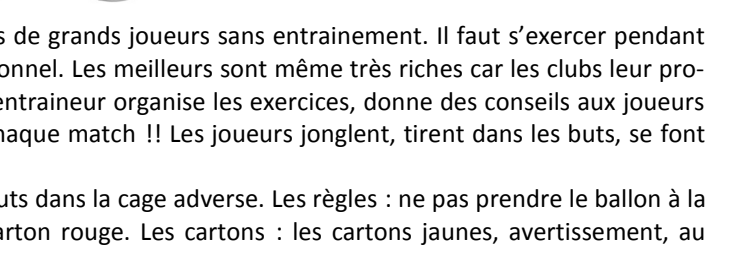 s de grands joueurs sans entrainement. Il faut s’exercer pendant
onnel. Les meilleurs sont même très riches car les clubs leur pro-
entraineur organise les exercices, donne des conseils aux joueurs
haque match !! Les joueurs jonglent, tirent dans les buts, se font
uts dans la cage adverse. Les règles : ne pas prendre le ballon à la
arton rouge. Les cartons : les cartons jaunes, avertissement, au